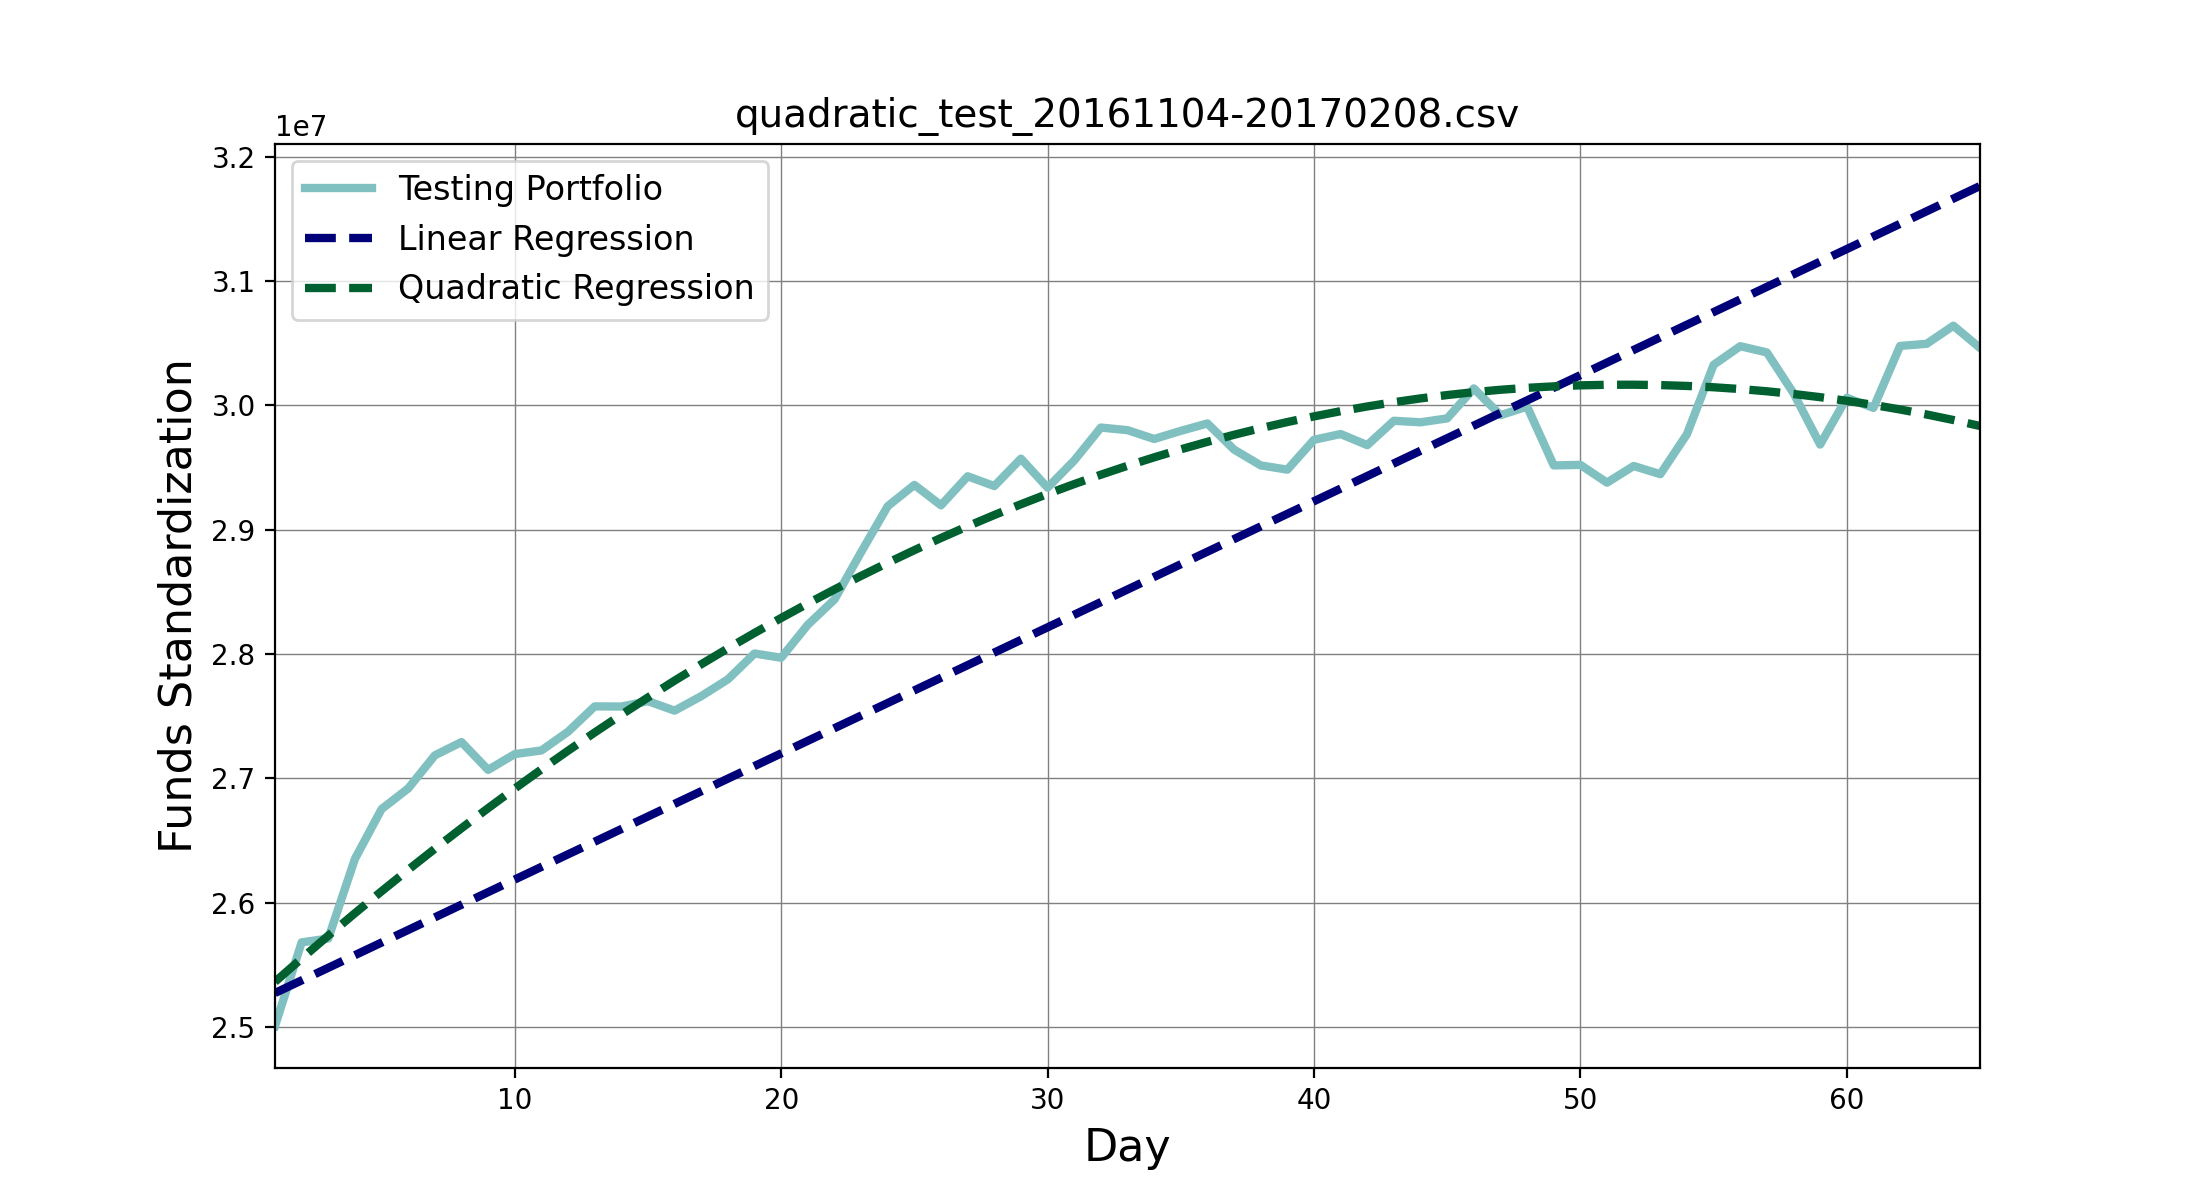 quadratic_test_20161104-20170208.csv
1e7
3.2
3.1
3.0
2.9
2.8
2.7
2.6
2.5
Funds Standardization
Testing Portfolio
Linear Regression
Quadratic Regression
10 20 30 40 50 60
Day